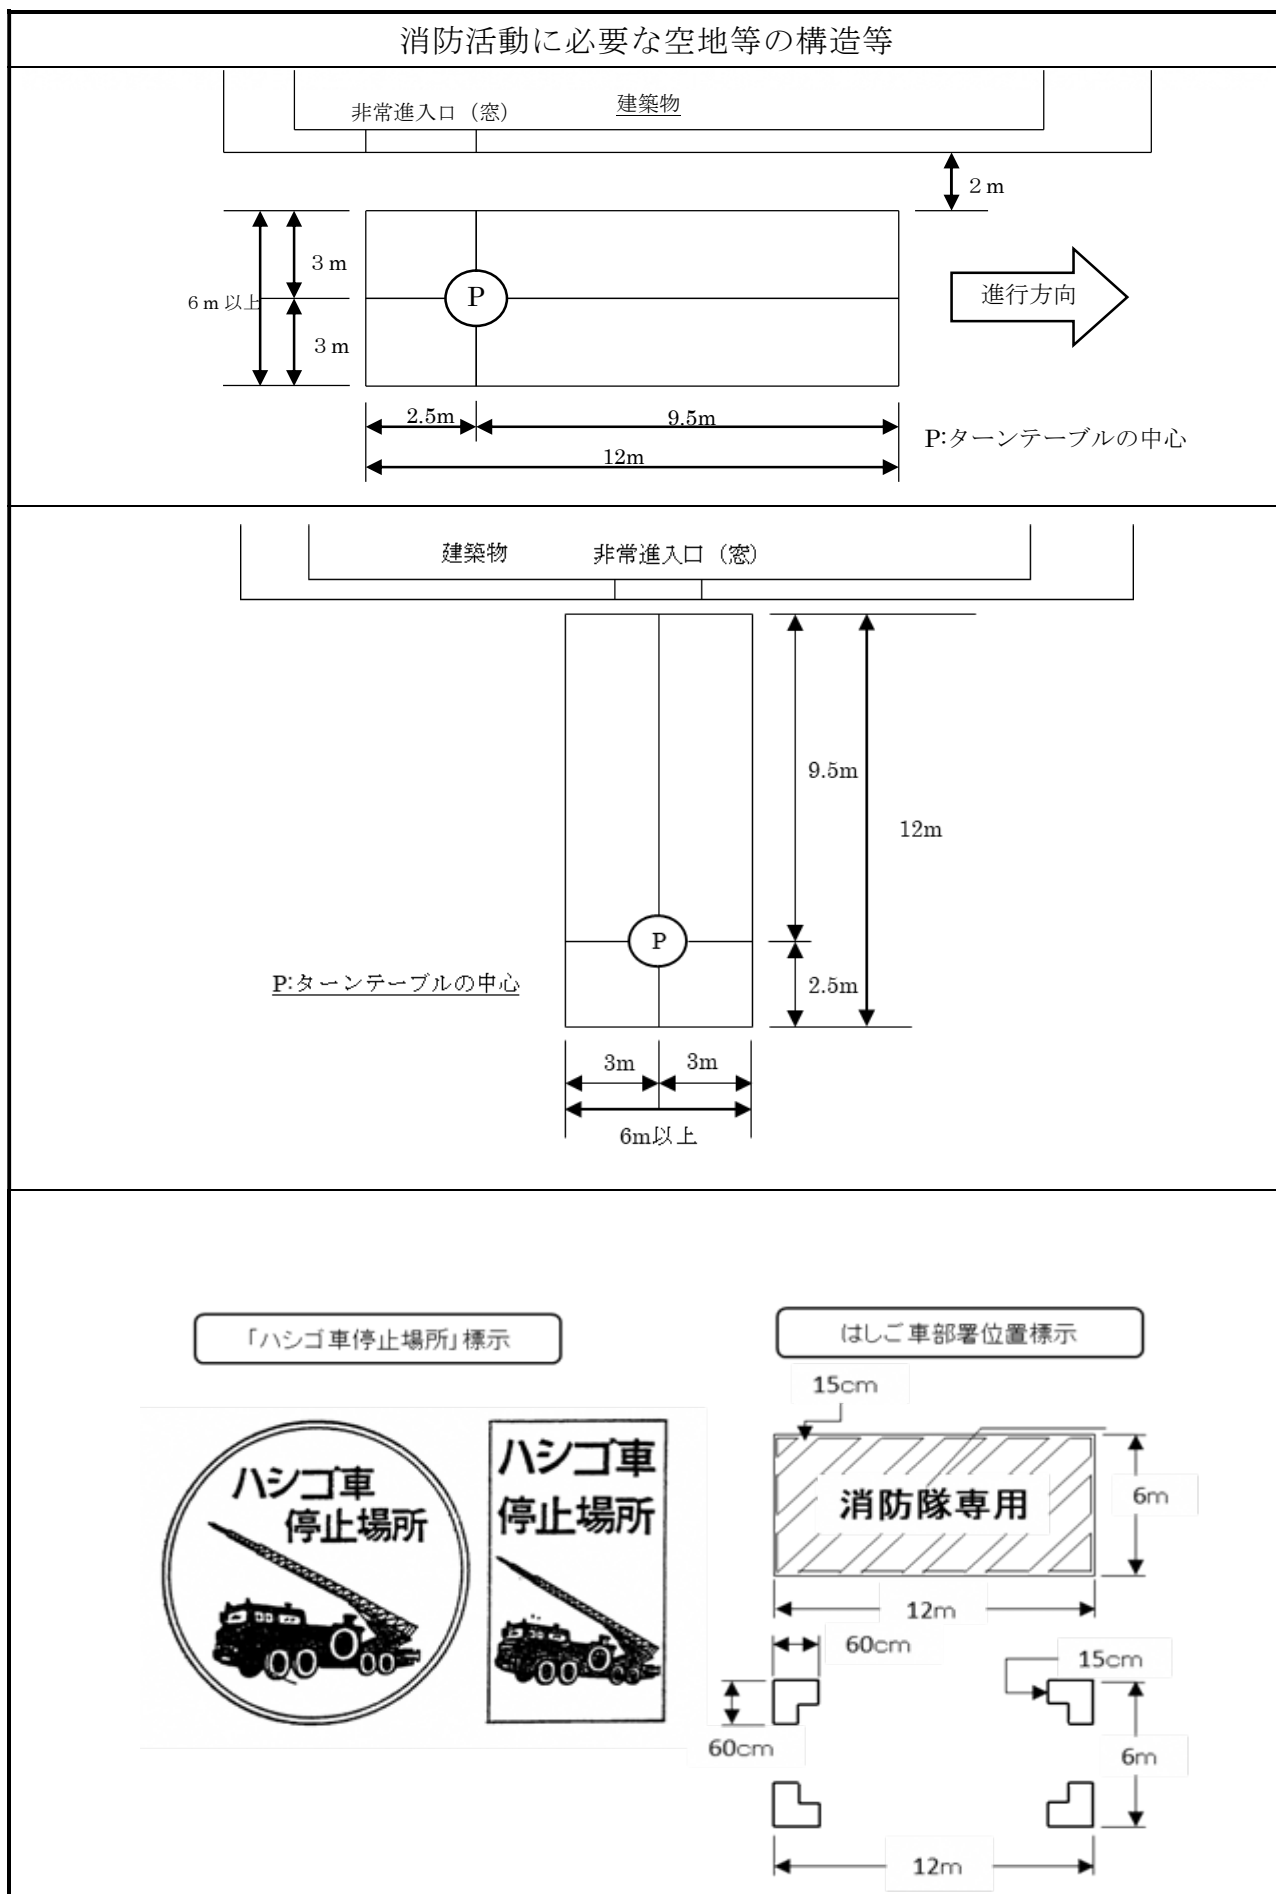 消防活動に必要な空地等の構造等
非常進入口（窓）
建築物
２ｍ
３ｍ
６ｍ以上
P
進行方向
３ｍ
2.5m
9.5m
P:ターンテーブルの中心
12m
建築物
非常進入口（窓）
9.5m
12m
P
P:ターンテーブルの中心
2.5m
3m
3m
6m以上
「ハシゴ車停止場所」標示
はしご車部署位置標示
15cm
ハシゴ車
停止場所
ハシゴ車
停止場所
消防隊専用
6m
12m
60cm
15cm
60cm
6m
12m